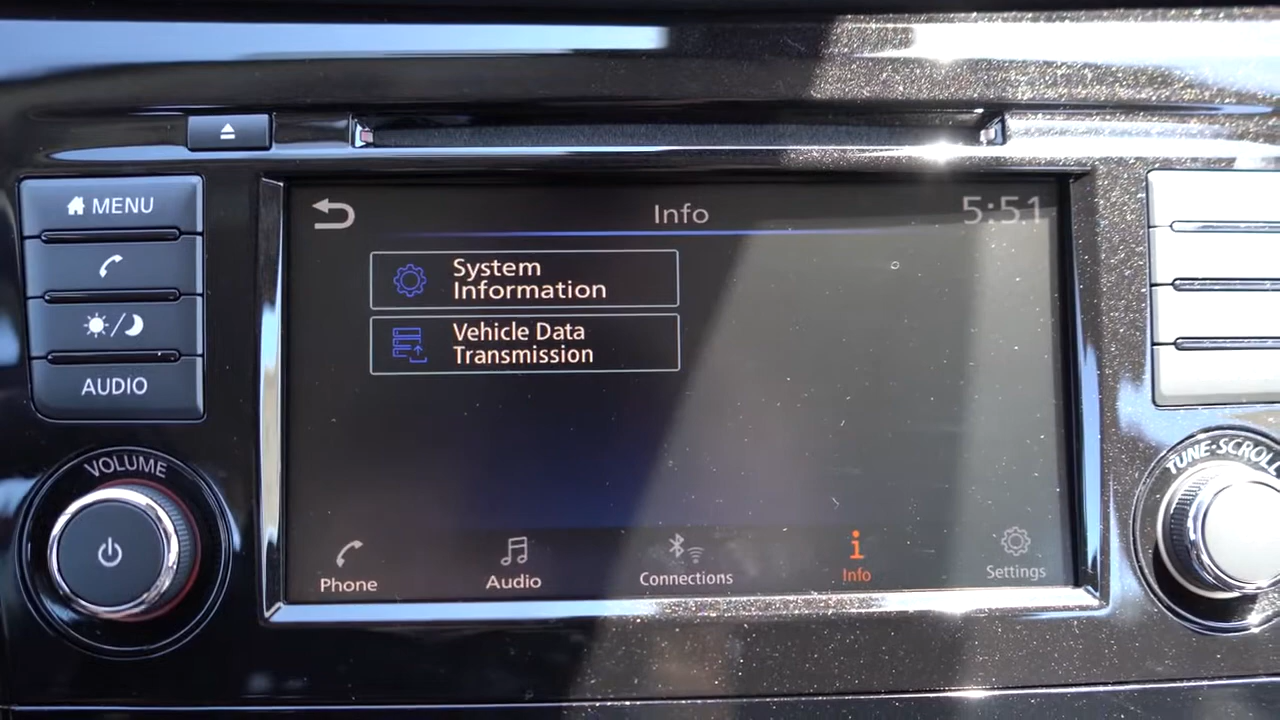 MENU
AUDIO
VOLUME
Info
5:51
System
Information
Vehicle Data
Transmission
Phone
Audio
Connections
Info
Settings
TUNE·SCROLL